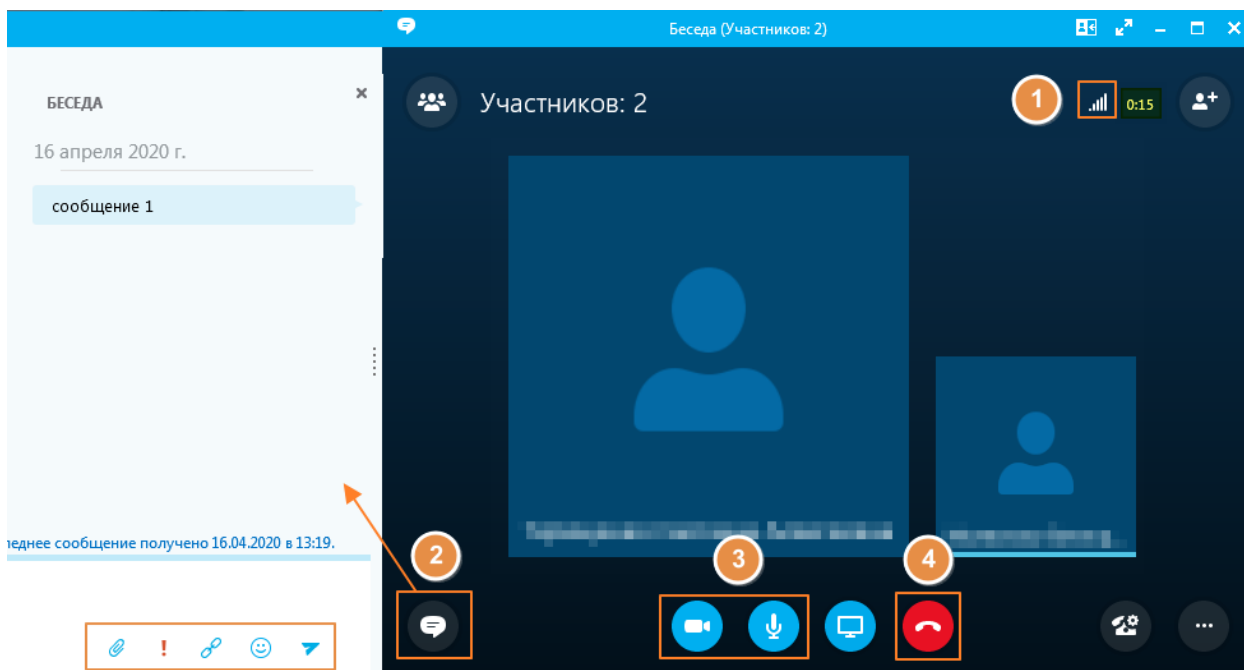 Беседа (Участников: 2)
БЕСЕДА
16 апреля 2020 г.
сообщение 1
леднее сообщение получено 16.04.2020 в 13:19.
Участников: 2
1
0:15
2
3
4